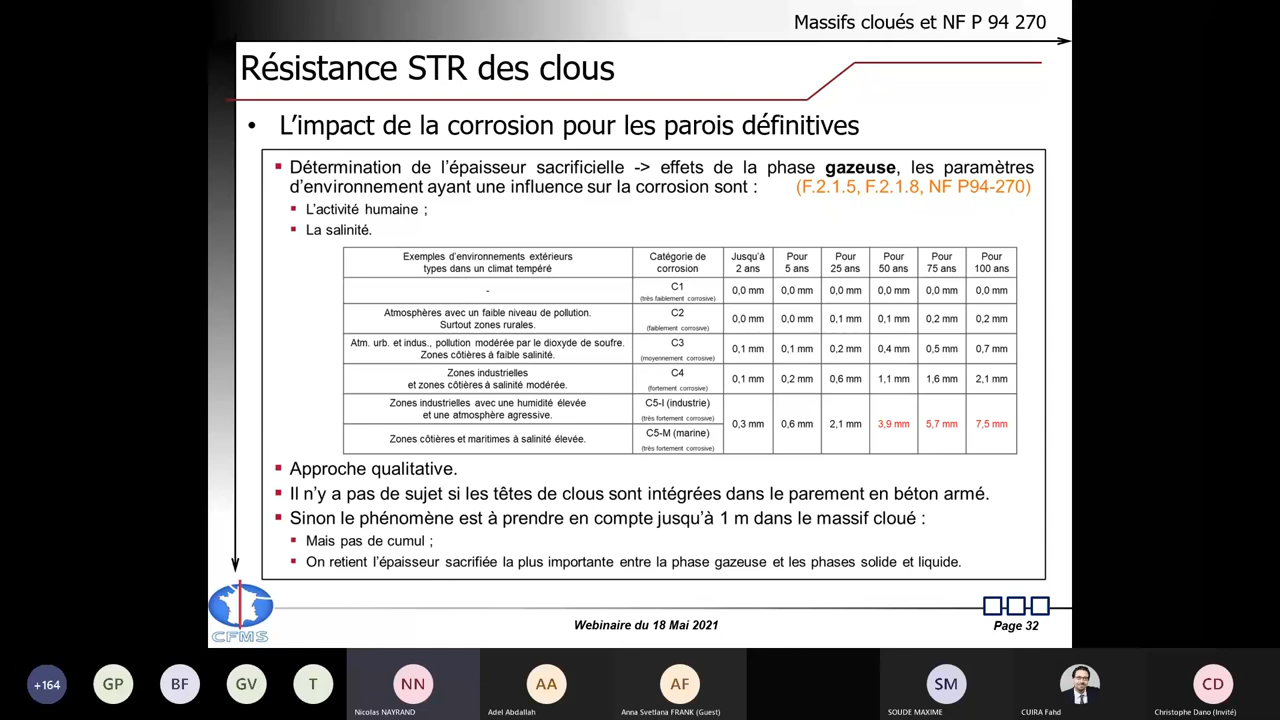 Massifs cloués et NF P 94 270
Résistance STR des clous
• L'impact de la corrosion pour les parois définitives
Détermination de l'épaisseur sacrificielle -> effets de la phase gazeuse, les paramètres
d'environnement ayant une influence sur la corrosion sont : (F.2.1.5, F.2.1.8, NF P94-270)
L'activité humaine ;
La salinité.
Exemples d'environnements extérieurs types dans un climat tempéré | Catégorie de corrosion | Jusqu'à 2 ans | Pour 5 ans | Pour 25 ans | Pour 50 ans | Pour 75 ans | Pour 100 ans
- | C1 (très faiblement corrosive) | 0,0 mm | 0,0 mm | 0,0 mm | 0,0 mm | 0,0 mm | 0,0 mm
Atmosphères avec un faible niveau de pollution. Surtout zones rurales. | C2 (faiblement corrosive) | 0,0 mm | 0,0 mm | 0,1 mm | 0,1 mm | 0,2 mm | 0,2 mm
Atm. urb. et indus., pollution modérée par le dioxyde de soufre. Zones côtières à faible salinité. | C3 (moyennement corrosive) | 0,1 mm | 0,1 mm | 0,2 mm | 0,4 mm | 0,5 mm | 0,7 mm
Zones industrielles et zones côtières à salinité modérée. | C4 (fortement corrosive) | 0,1 mm | 0,2 mm | 0,6 mm | 1,1 mm | 1,6 mm | 2,1 mm
Zones industrielles avec une humidité élevée et une atmosphère agressive. | C5-I (industrie) (très fortement corrosive) | 0,3 mm | 0,6 mm | 2,1 mm | 3,9 mm | 5,7 mm | 7,5 mm
Zones côtières et maritimes à salinité élevée. | C5-M (marine) (très fortement corrosive)
Approche qualitative.
Il n'y a pas de sujet si les têtes de clous sont intégrées dans le parement en béton armé.
Sinon le phénomène est à prendre en compte jusqu'à 1 m dans le massif cloué :
Mais pas de cumul ;
On retient l'épaisseur sacrifiée la plus importante entre la phase gazeuse et les phases solide et liquide.
CFMS
Webinaire du 18 Mai 2021
Page 32
+164 GP BF GV T NN AA AF SM CD
Nicolas NAYRAND Adel Abdallah Anna Svetlana FRANK (Guest) SOUDE MAXIME CUIRA Fahd Christophe Dano (Invité)